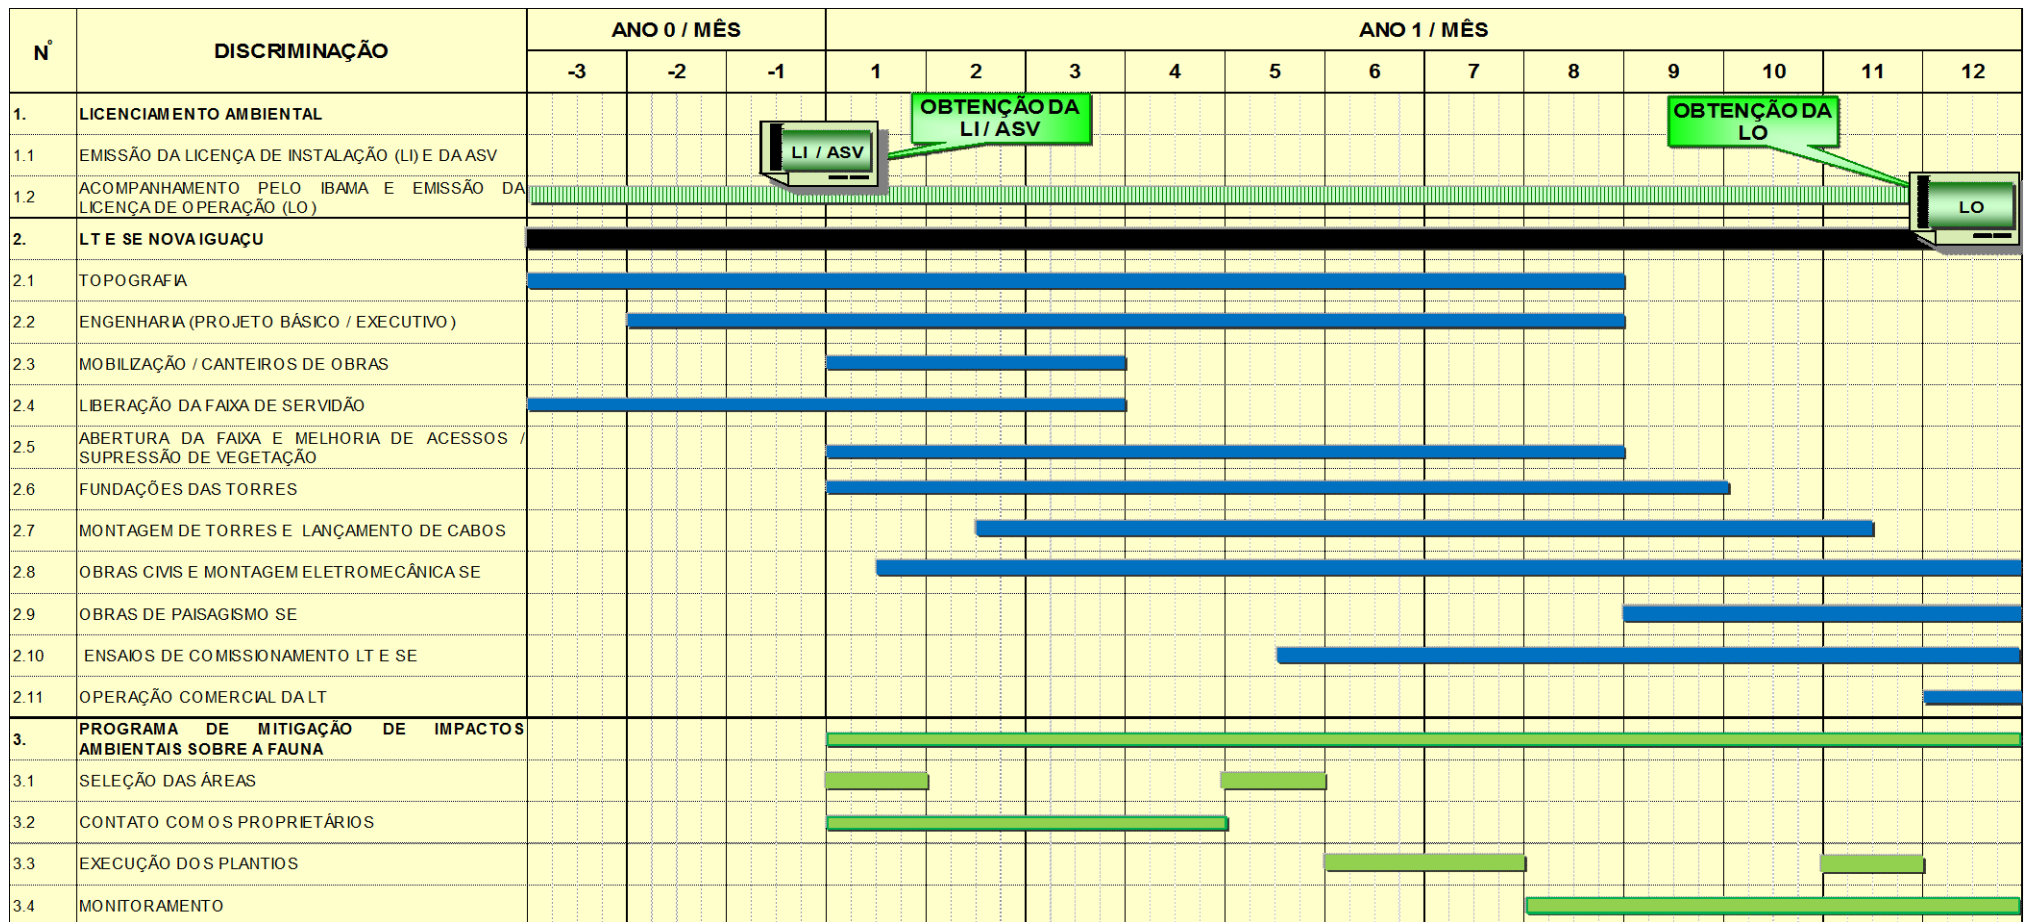 N° DISCRIMINAÇÃO ANO 0 / MÊS ANO 1 / MÊS
-3 -2 -1 1 2 3 4 5 6 7 8 9 10 11 12
1. LICENCIAMENTO AMBIENTAL
OBTENÇÃO DA
LI / ASV
OBTENÇÃO DA
LO
1.1 EMISSÃO DA LICENÇA DE INSTALAÇÃO (LI) E DA ASV
LI / ASV
1.2 ACOMPANHAMENTO PELO IBAMA E EMISSÃO DA
LICENÇA DE OPERAÇÃO (LO)
LO
2. LT E SE NOVA IGUAÇU
2.1 TOPOGRAFIA
2.2 ENGENHARIA (PROJETO BÁSICO / EXECUTIVO)
2.3 MOBILIZAÇÃO / CANTEIROS DE OBRAS
2.4 LIBERAÇÃO DA FAIXA DE SERVIDÃO
2.5 ABERTURA DA FAIXA E MELHORIA DE ACESSOS /
SUPRESSÃO DE VEGETAÇÃO
2.6 FUNDAÇÕES DAS TORRES
2.7 MONTAGEM DE TORRES E LANÇAMENTO DE CABOS
2.8 OBRAS CIVIS E MONTAGEM ELETROMECÂNICA SE
2.9 OBRAS DE PAISAGISMO SE
2.10 ENSAIOS DE COMISSIONAMENTO LT E SE
2.11 OPERAÇÃO COMERCIAL DA LT
3. PROGRAMA DE MITIGAÇÃO DE IMPACTOS
AMBIENTAIS SOBRE A FAUNA
3.1 SELEÇÃO DAS ÁREAS
3.2 CONTATO COM OS PROPRIETÁRIOS
3.3 EXECUÇÃO DOS PLANTIOS
3.4 MONITORAMENTO